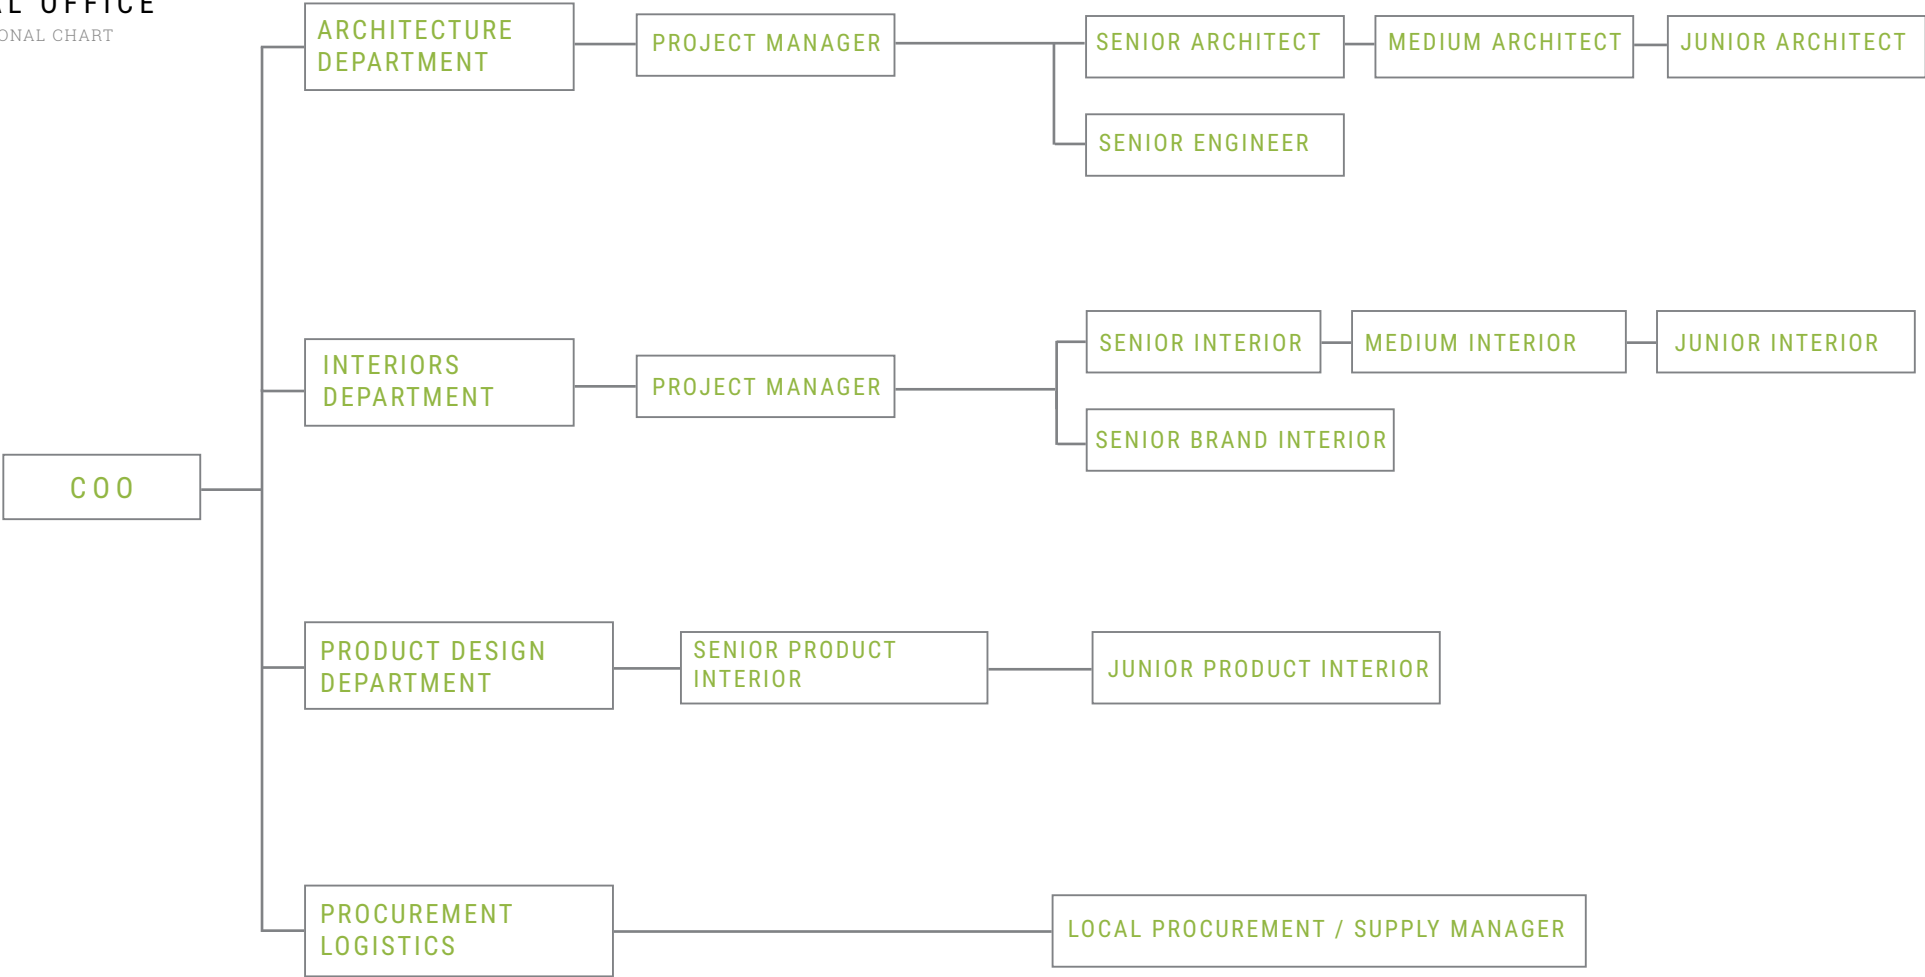 OFFICE
CHART
ARCHITECTURE
DEPARTMENT
PROJECT MANAGER
SENIOR ARCHITECT
MEDIUM ARCHITECT
JUNIOR ARCHITECT
SENIOR ENGINEER
INTERIORS
DEPARTMENT
PROJECT MANAGER
SENIOR INTERIOR
MEDIUM INTERIOR
JUNIOR INTERIOR
SENIOR BRAND INTERIOR
COO
PRODUCT DESIGN
DEPARTMENT
SENIOR PRODUCT
INTERIOR
JUNIOR PRODUCT INTERIOR
PROCUREMENT
LOGISTICS
LOCAL PROCUREMENT / SUPPLY MANAGER